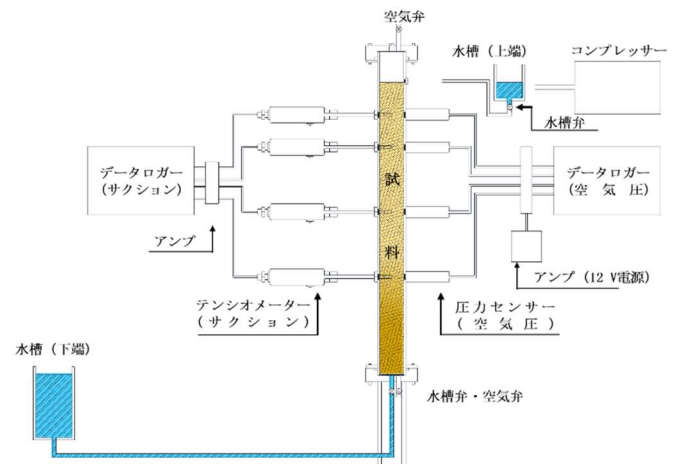 空気弁
水槽（上端）
コンプレッサー
水槽弁
データロガー
（サクション）
試
料
データロガー
（空 気 圧）
アンプ
アンプ（12 V電源）
テンシオメーター
（サクション）
圧力センサー
（空 気 圧）
水槽（下端）
水槽弁・空気弁